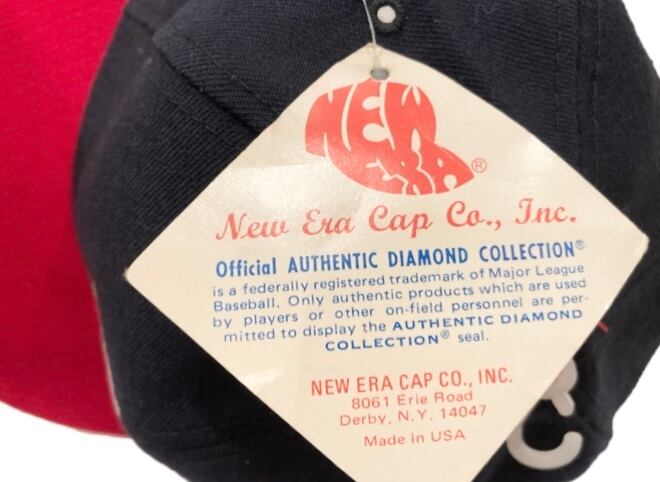 NEW
ERA®
New Era Cap Co., Inc.
Official AUTHENTIC DIAMOND COLLECTION®
is a federally registered trademark of Major League
Baseball. Only authentic products which are used
by players or other on-field personnel are per-
mitted to display the AUTHENTIC DIAMOND
COLLECTION® seal.
NEW ERA CAP CO., INC.
8061 Erie Road
Derby, N.Y. 14047
Made in USA